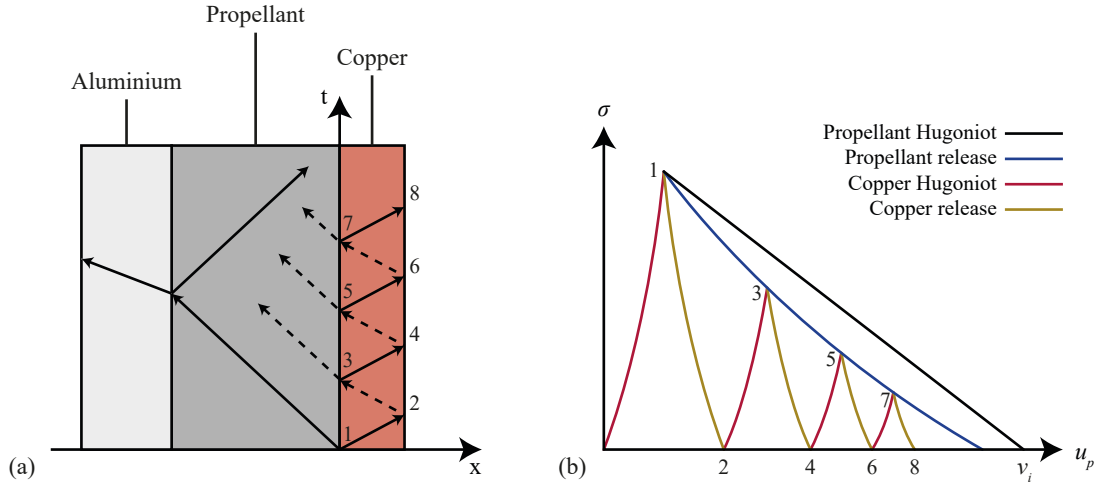 Propellant
Aluminium
Copper
t
8
7
6
5
4
3
2
1
x
(a)
σ
Propellant Hugoniot
Propellant release
Copper Hugoniot
Copper release
1
3
5
7
2 4 6 8 v_i
u_p
(b)